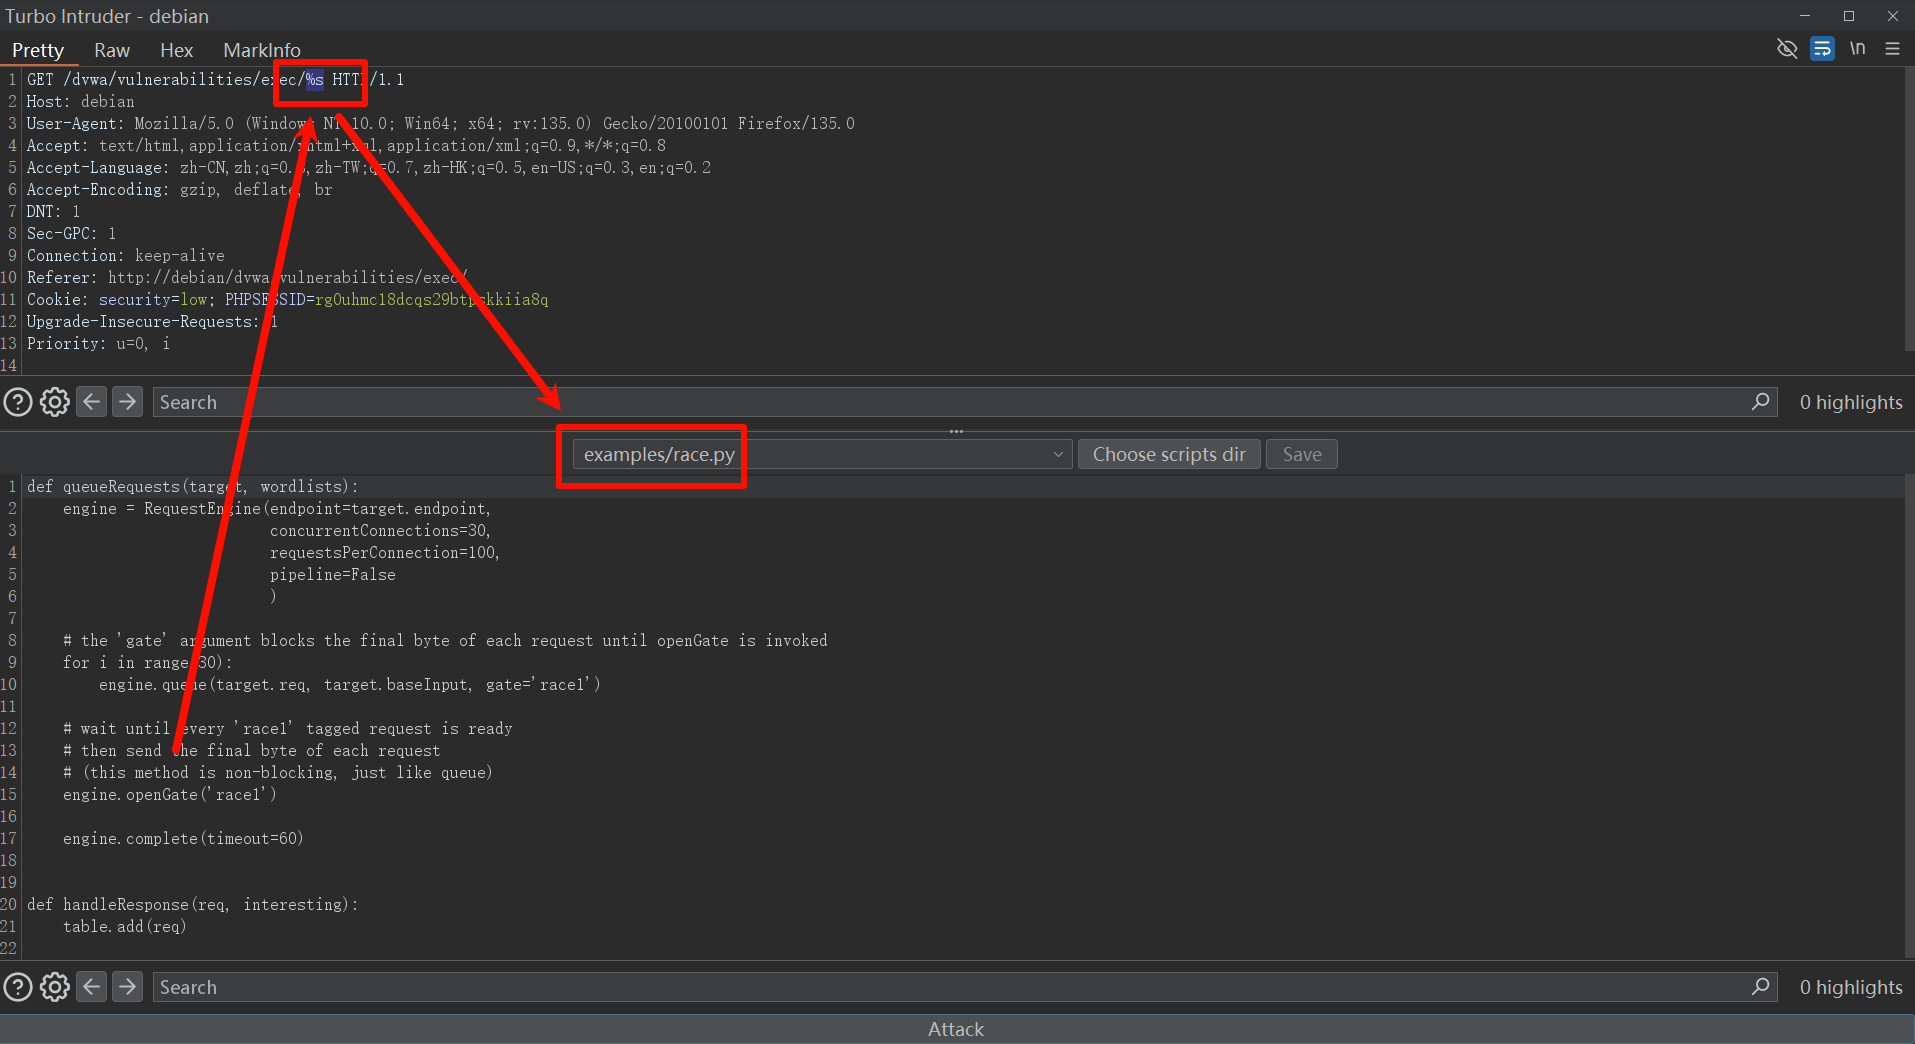 Turbo Intruder - debian
Pretty Raw Hex MarkInfo
\n
1 GET /dvwa/vulnerabilities/exec/%s HTTP/1.1
2 Host: debian
3 User-Agent: Mozilla/5.0 (Windows NT 10.0; Win64; x64; rv:135.0) Gecko/20100101 Firefox/135.0
4 Accept: text/html,application/xhtml+xml,application/xml;q=0.9,*/*;q=0.8
5 Accept-Language: zh-CN,zh;q=0.8,zh-TW;q=0.7,zh-HK;q=0.5,en-US;q=0.3,en;q=0.2
6 Accept-Encoding: gzip, deflate, br
7 DNT: 1
8 Sec-GPC: 1
9 Connection: keep-alive
10 Referer: http://debian/dvwa/vulnerabilities/exec/
11 Cookie: security=low; PHPSESSID=
12 Upgrade-Insecure-Requests: 1
13 Priority: u=0, i
14
Search
0 highlights
examples/race.py
Choose scripts dir
Save
1 def queueRequests(target, wordlists):
2 engine = RequestEngine(endpoint=target.endpoint,
3 concurrentConnections=30,
4 requestsPerConnection=100,
5 pipeline=False
6 )
7
8 # the 'gate' argument blocks the final byte of each request until openGate is invoked
9 for i in range(30):
10 engine.queue(target.req, target.baseInput, gate='race1')
11
12 # wait until every 'race1' tagged request is ready
13 # then send the final byte of each request
14 # (this method is non-blocking, just like queue)
15 engine.openGate('race1')
16
17 engine.complete(timeout=60)
18
19
20 def handleResponse(req, interesting):
21 table.add(req)
22
Search
0 highlights
Attack